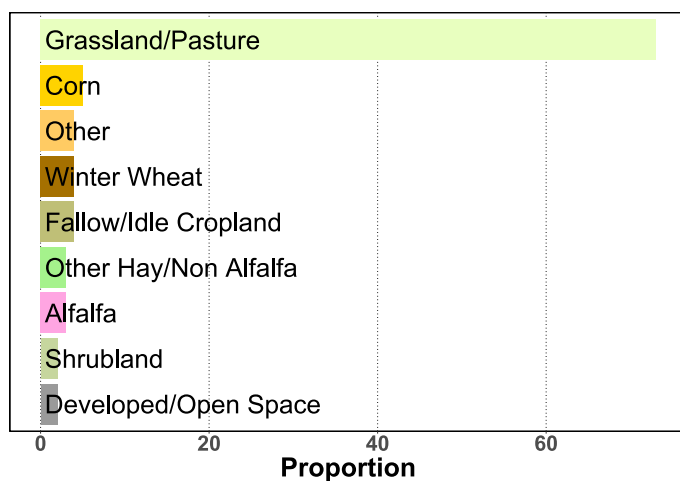 Grassland/Pasture
Corn
Other
Winter Wheat
Fallow/Idle Cropland
Other Hay/Non Alfalfa
Alfalfa
Shrubland
Developed/Open Space
0 20 40 60
Proportion